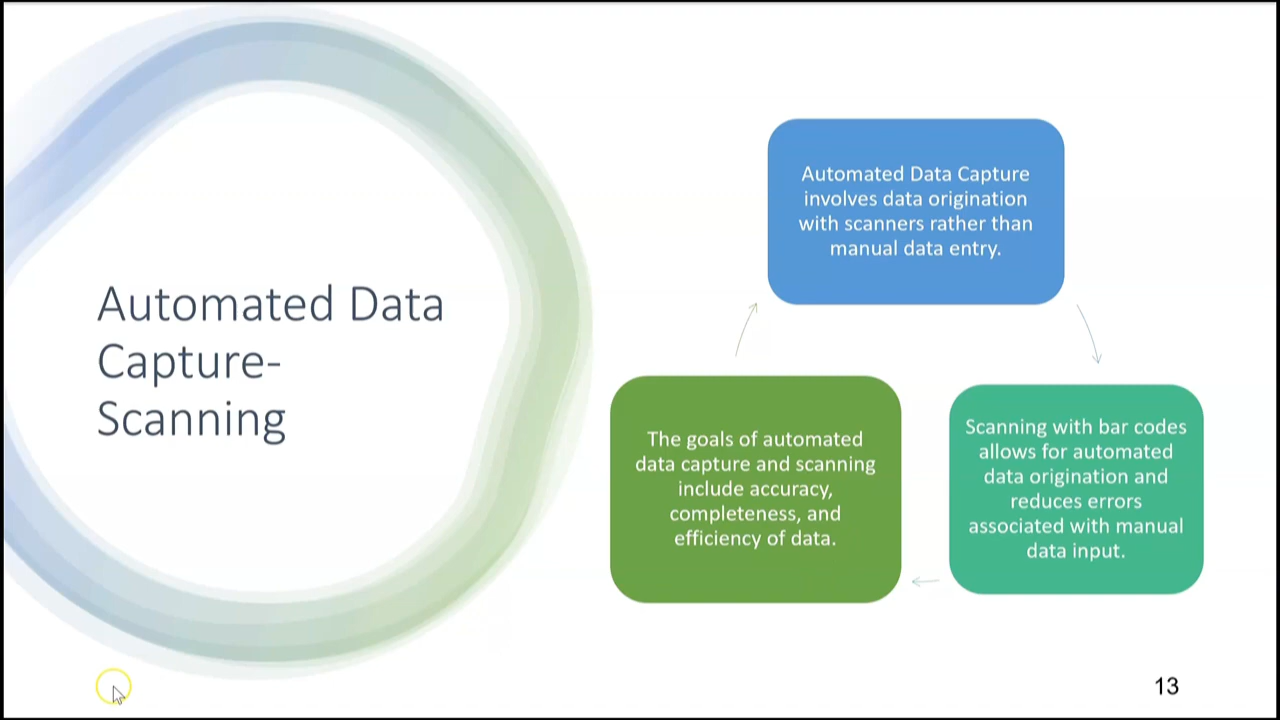 Automated Data
Capture-
Scanning
Automated Data Capture
involves data origination
with scanners rather than
manual data entry.
Scanning with bar codes
allows for automated
data origination and
reduces errors
associated with manual
data input.
The goals of automated
data capture and scanning
include accuracy,
completeness, and
efficiency of data.
13